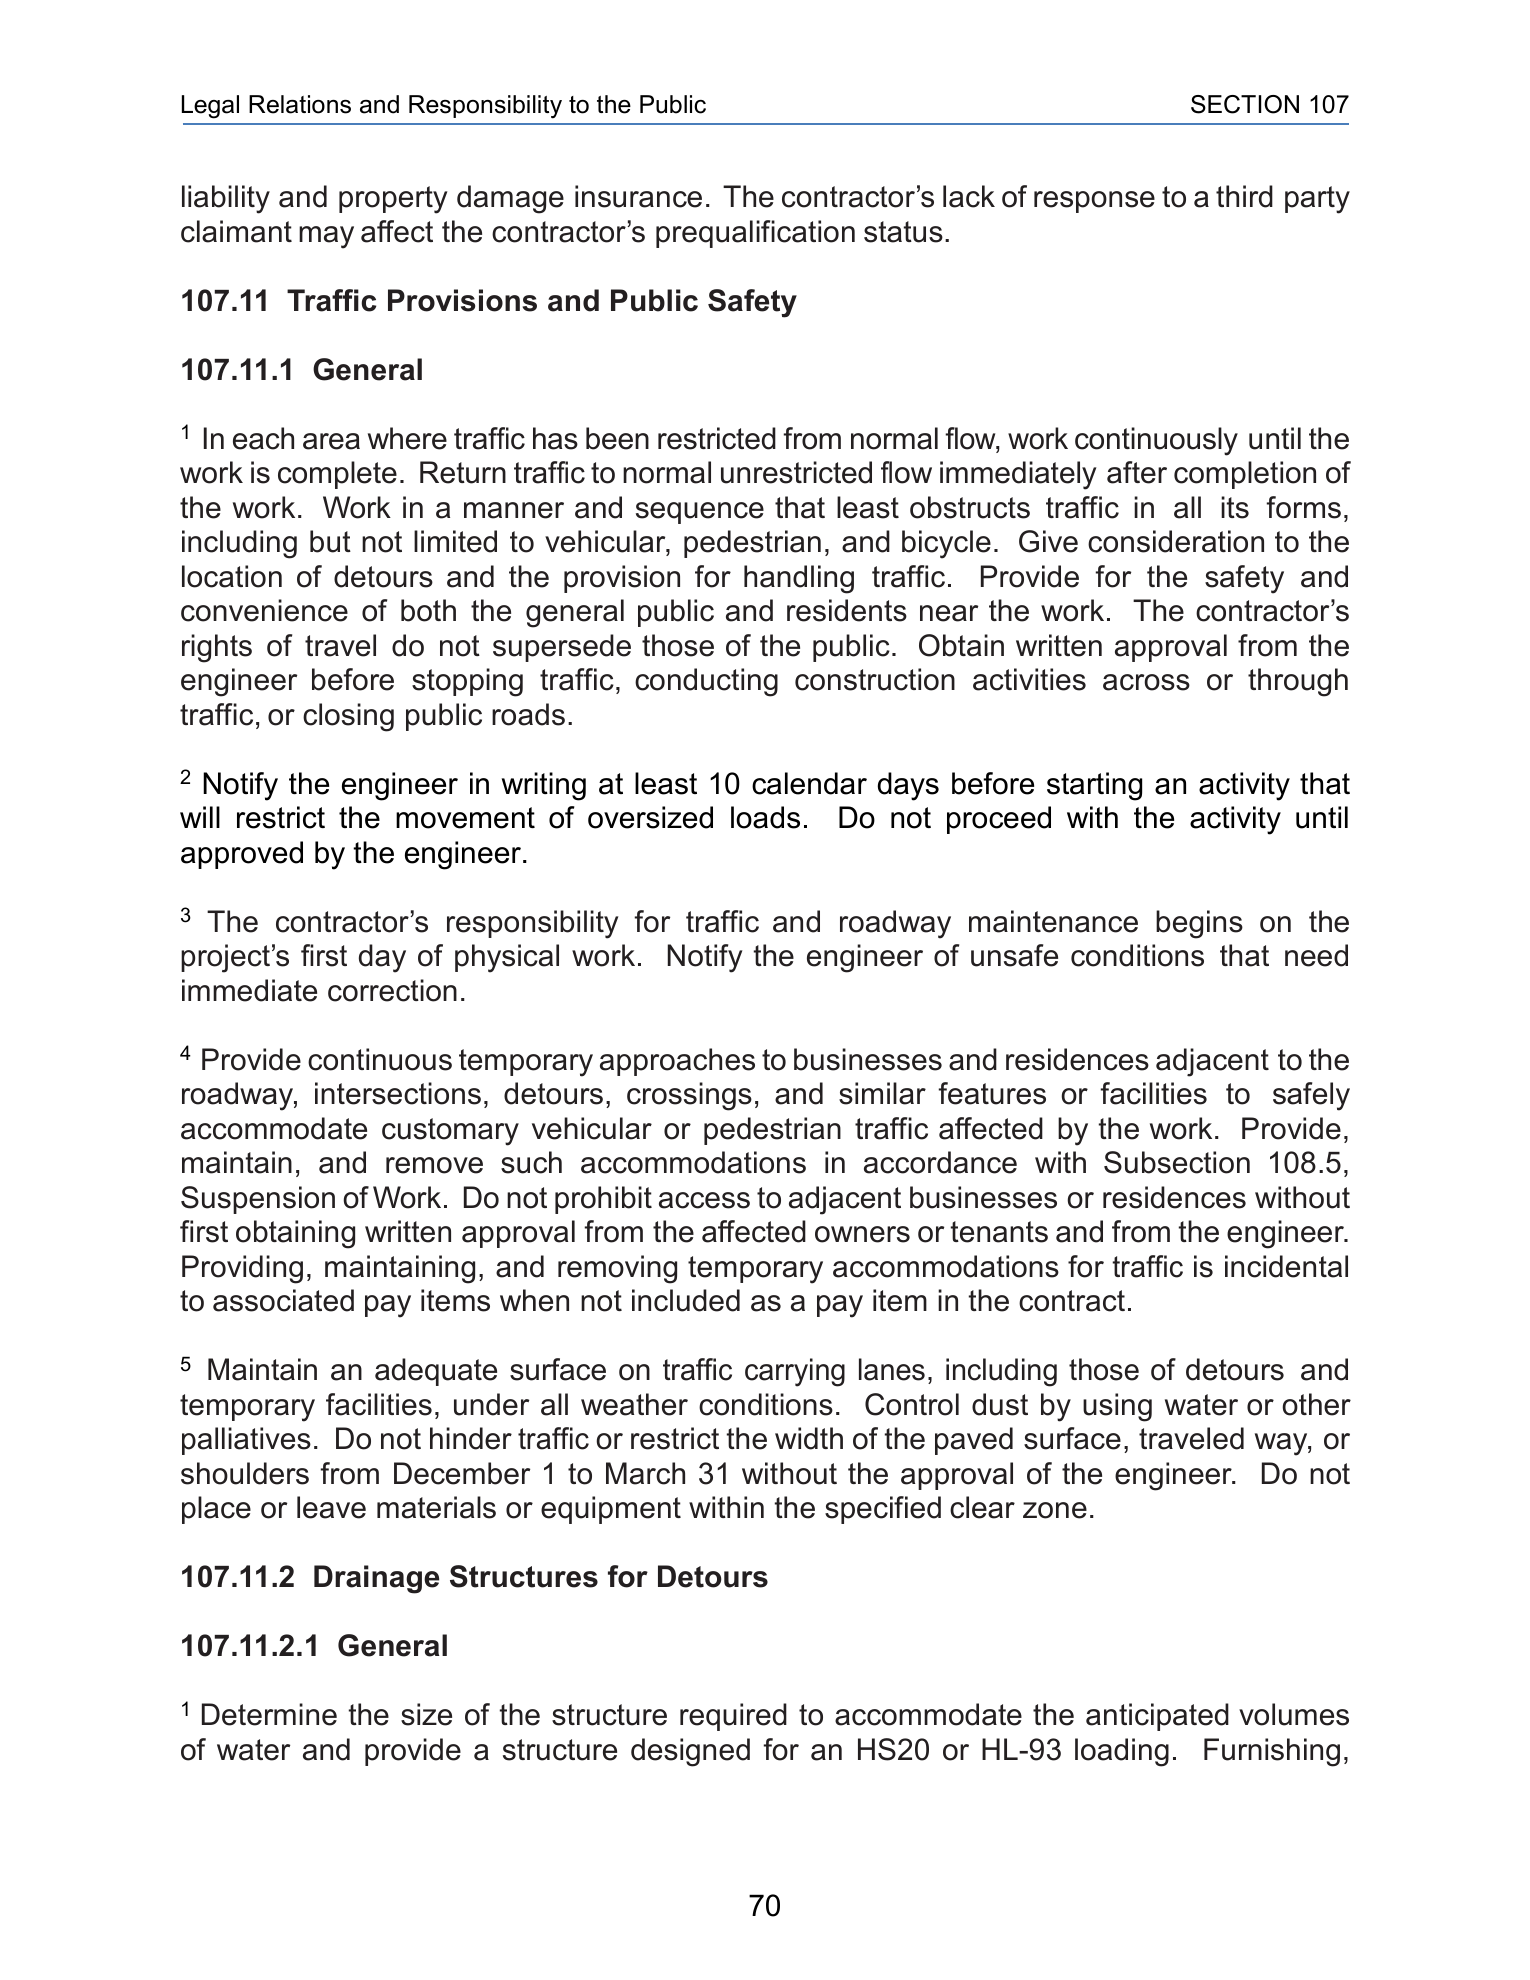 Legal Relations and Responsibility to the Public SECTION 107
liability and property damage insurance. The contractor’s lack of response to a third party
claimant may affect the contractor’s prequalification status.
107.11 Traffic Provisions and Public Safety
107.11.1 General
1 In each area where traffic has been restricted from normal flow, work continuously until the
work is complete. Return traffic to normal unrestricted flow immediately after completion of
the work. Work in a manner and sequence that least obstructs traffic in all its forms,
including but not limited to vehicular, pedestrian, and bicycle. Give consideration to the
location of detours and the provision for handling traffic. Provide for the safety and
convenience of both the general public and residents near the work. The contractor’s
rights of travel do not supersede those of the public. Obtain written approval from the
engineer before stopping traffic, conducting construction activities across or through
traffic, or closing public roads.
2 Notify the engineer in writing at least 10 calendar days before starting an activity that
will restrict the movement of oversized loads. Do not proceed with the activity until
approved by the engineer.
3 The contractor’s responsibility for traffic and roadway maintenance begins on the
project’s first day of physical work. Notify the engineer of unsafe conditions that need
immediate correction.
4 Provide continuous temporary approaches to businesses and residences adjacent to the
roadway, intersections, detours, crossings, and similar features or facilities to safely
accommodate customary vehicular or pedestrian traffic affected by the work. Provide,
maintain, and remove such accommodations in accordance with Subsection 108.5,
Suspension of Work. Do not prohibit access to adjacent businesses or residences without
first obtaining written approval from the affected owners or tenants and from the engineer.
Providing, maintaining, and removing temporary accommodations for traffic is incidental
to associated pay items when not included as a pay item in the contract.
5 Maintain an adequate surface on traffic carrying lanes, including those of detours and
temporary facilities, under all weather conditions. Control dust by using water or other
palliatives. Do not hinder traffic or restrict the width of the paved surface, traveled way, or
shoulders from December 1 to March 31 without the approval of the engineer. Do not
place or leave materials or equipment within the specified clear zone.
107.11.2 Drainage Structures for Detours
107.11.2.1 General
1 Determine the size of the structure required to accommodate the anticipated volumes
of water and provide a structure designed for an HS20 or HL-93 loading. Furnishing,
70